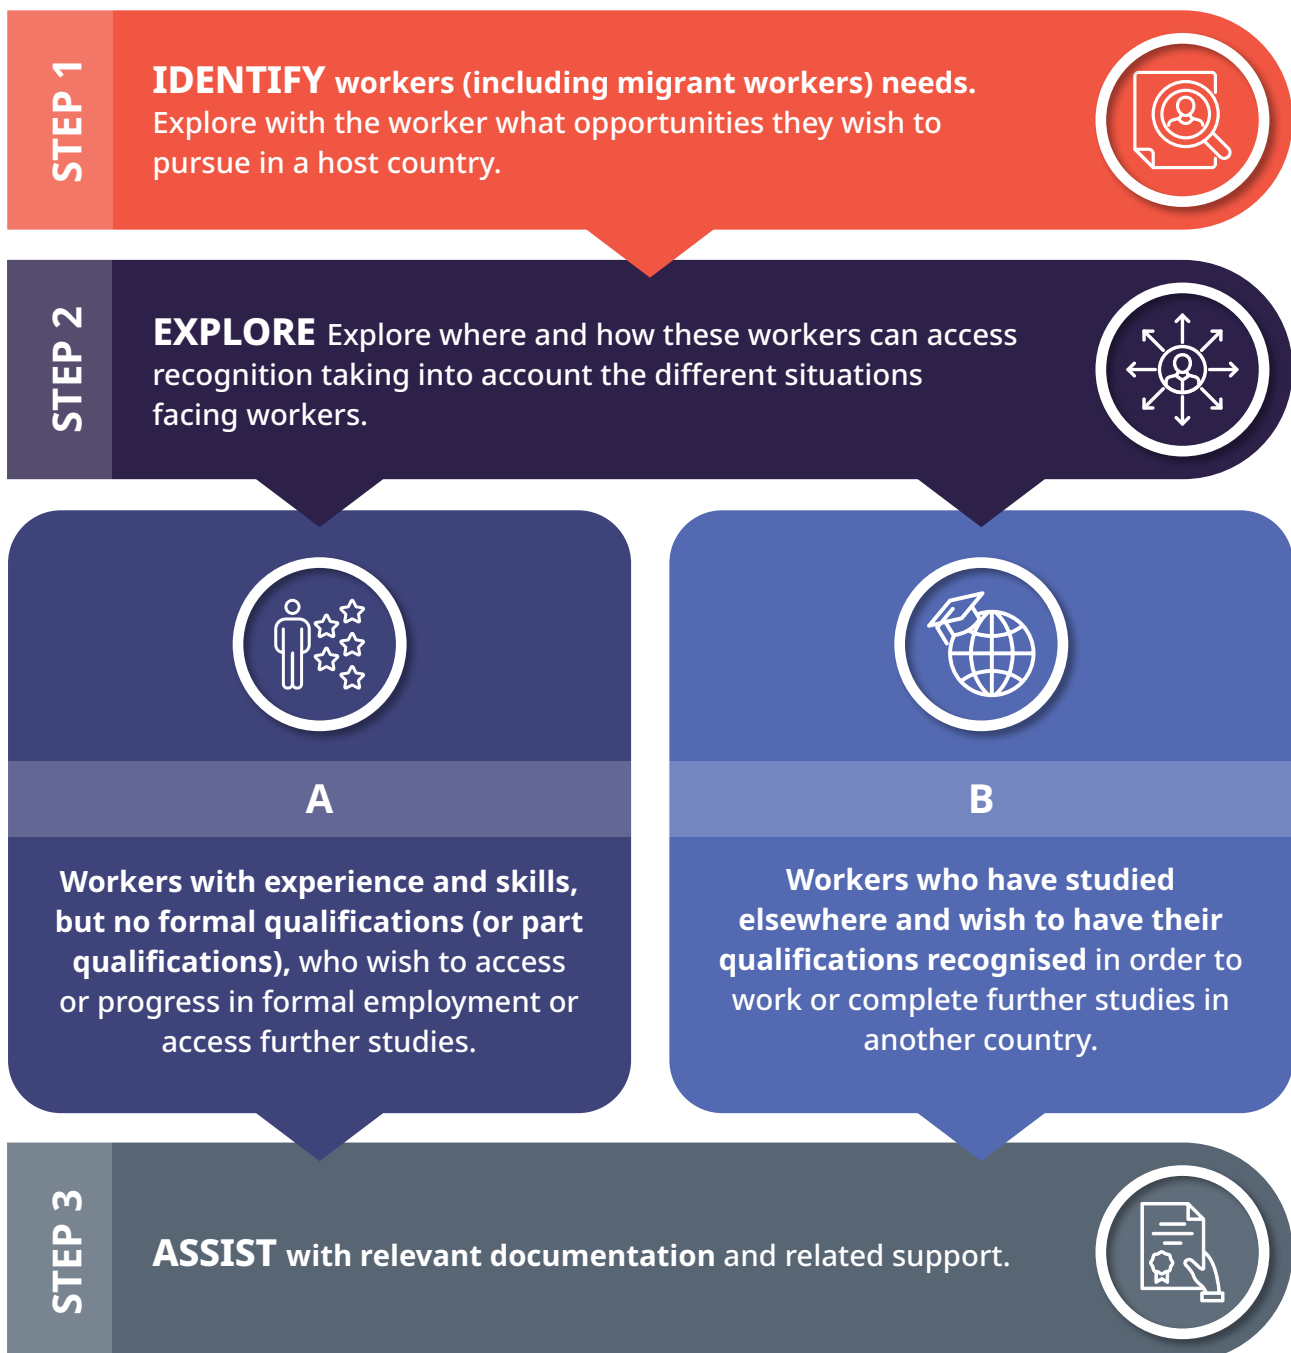 STEP 1
IDENTIFY workers (including migrant workers) needs.
Explore with the worker what opportunities they wish to
pursue in a host country.
STEP 2
EXPLORE Explore where and how these workers can access
recognition taking into account the different situations
facing workers.
A
Workers with experience and skills,
but no formal qualifications (or part
qualifications), who wish to access
or progress in formal employment or
access further studies.
B
Workers who have studied
elsewhere and wish to have their
qualifications recognised in order to
work or complete further studies in
another country.
STEP 3
ASSIST with relevant documentation and related support.